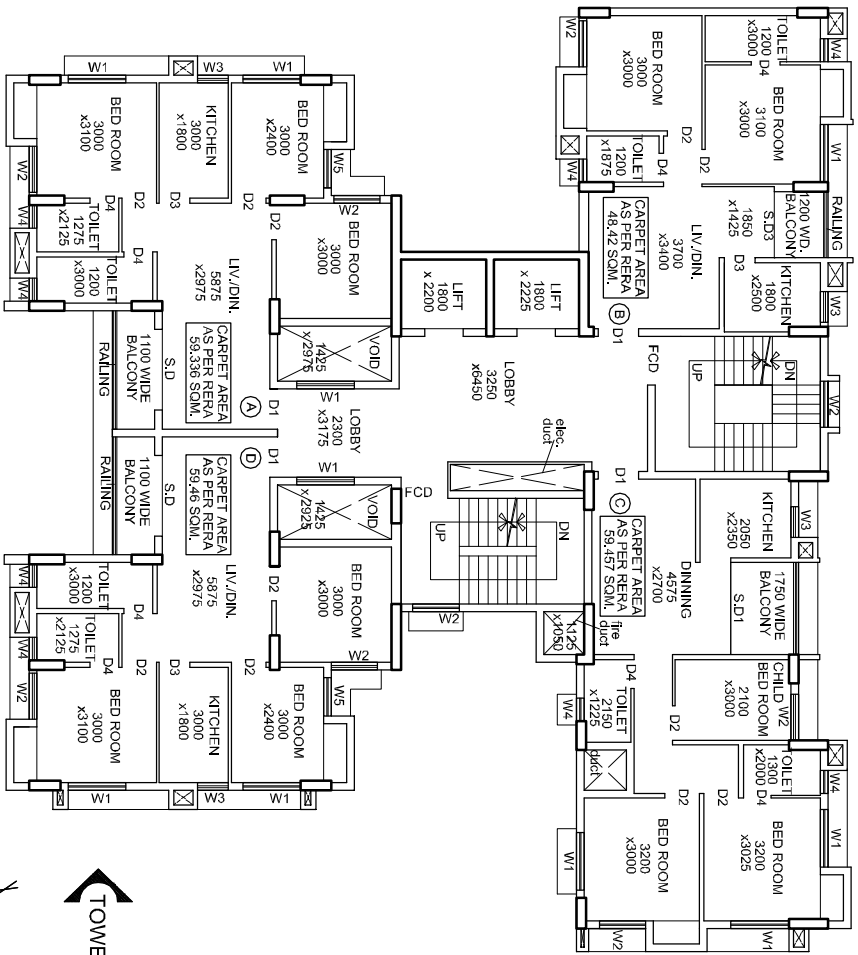 W2
BED ROOM
3000
x3000
TOILET
1200
x3000
D4
W4
BED ROOM
3100
x3000
W1
D2
D2
TOILET
1200
x1875
D4
W4
CARPET AREA
AS PER RERA
48.42 SQM.
LIV./DIN.
3700
x3400
1850
x1425
S.D3
1200 WD.
BALCONY
RAILING
D3
KITCHEN
1800
x2500
W3
B
D1
FCD
UP
DN
W2
LIFT
1800
x 2200
LIFT
1800
x 2225
LOBBY
3250
x6450
elec.
duct
W1
W3
W1
BED ROOM
3000
x3100
KITCHEN
3000
x1800
BED ROOM
3000
x2400
W5
W2
W2
D2
D3
D2
D2
BED ROOM
3000
x3000
W4
TOILET
1275
x2125
D4
D4
TOILET
1200
x3000
W4
LIV./DIN.
5875
x2975
CARPET AREA
AS PER RERA
59.336 SQM.
VOID
1425
x/2975
W1
RAILING
1100 WIDE
BALCONY
S.D
A
D1
LOBBY
2300
x3175
D1
D
RAILING
1100 WIDE
BALCONY
S.D
CARPET AREA
AS PER RERA
59.46 SQM.
W1
VOID
1425
x/2925
FCD
UP
DN
W2
LIV./DIN.
5875
x2975
BED ROOM
3000
x3000
W4
TOILET
1200
x3000
D4
TOILET
1275
x2125
D4
W4
D2
D3
D2
D2
W2
W2
BED ROOM
3000
x3100
KITCHEN
3000
x1800
BED ROOM
3000
x2400
W5
W1
W3
W1
D1
C
CARPET AREA
AS PER RERA
59.457 SQM.
KITCHEN
2050
x2350
W3
DINNING
4575
x2700
1750 WIDE
BALCONY
S.D1
1125
x1050
fire
duct
D4
TOILET
2150
x1225
W4
duct
CHILD
BED ROOM
2100
x3000
W2
D2
TOILET
1300
x2000
D4
W4
D2
D2
BED ROOM
3200
x3000
BED ROOM
3200
x3025
W1
W1
W2
W1
TOWE